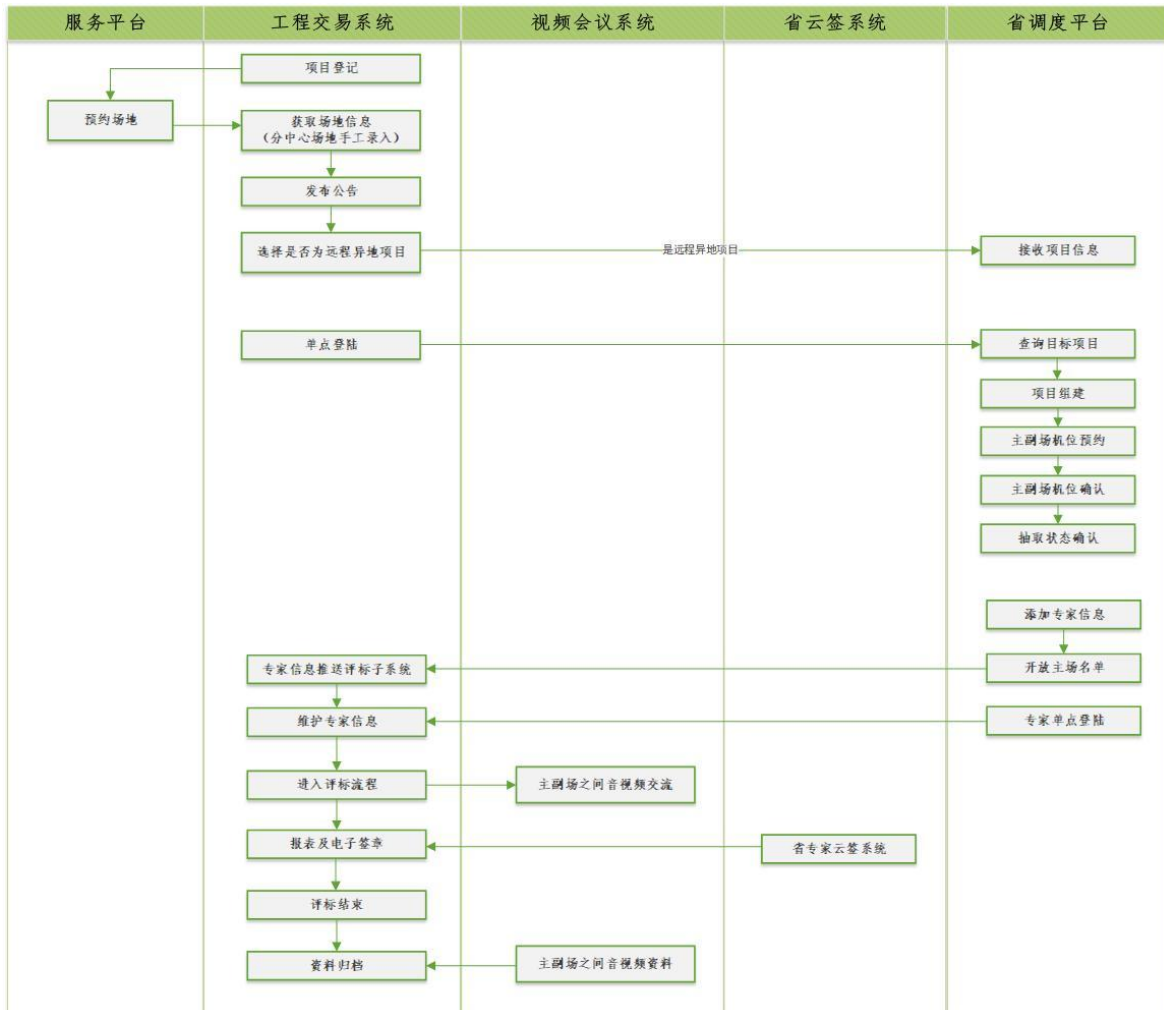 服务平台
工程交易系统
视频会议系统
省云签系统
省调度平台
项目登记
预约场地
获取场地信息
（分中心场地手工录入）
发布公告
选择是否为远程异地项目
是远程异地项目
接收项目信息
单点登陆
查询目标项目
项目组建
主副场机位预约
主副场机位确认
抽取状态确认
添加专家信息
专家信息推送评标子系统
开放主场名单
维护专家信息
专家单点登陆
进入评标流程
主副场之间音视频交流
报表及电子签章
省专家云签系统
评标结束
资料归档
主副场之间音视频资料